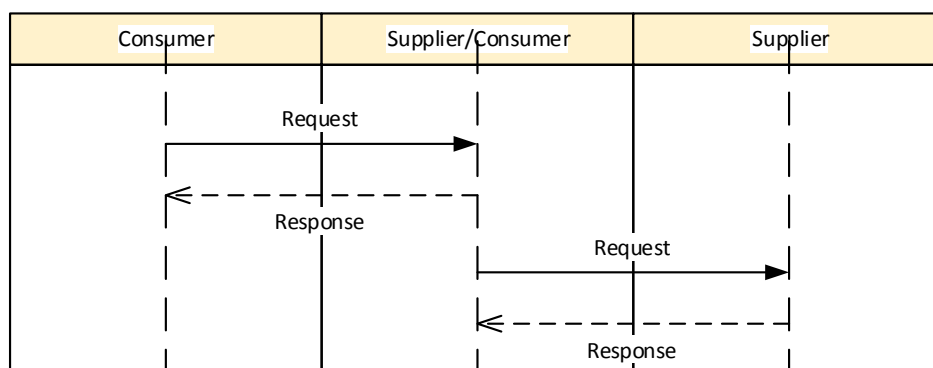 Consumer
Supplier/Consumer
Supplier
Request
Response
Request
Response